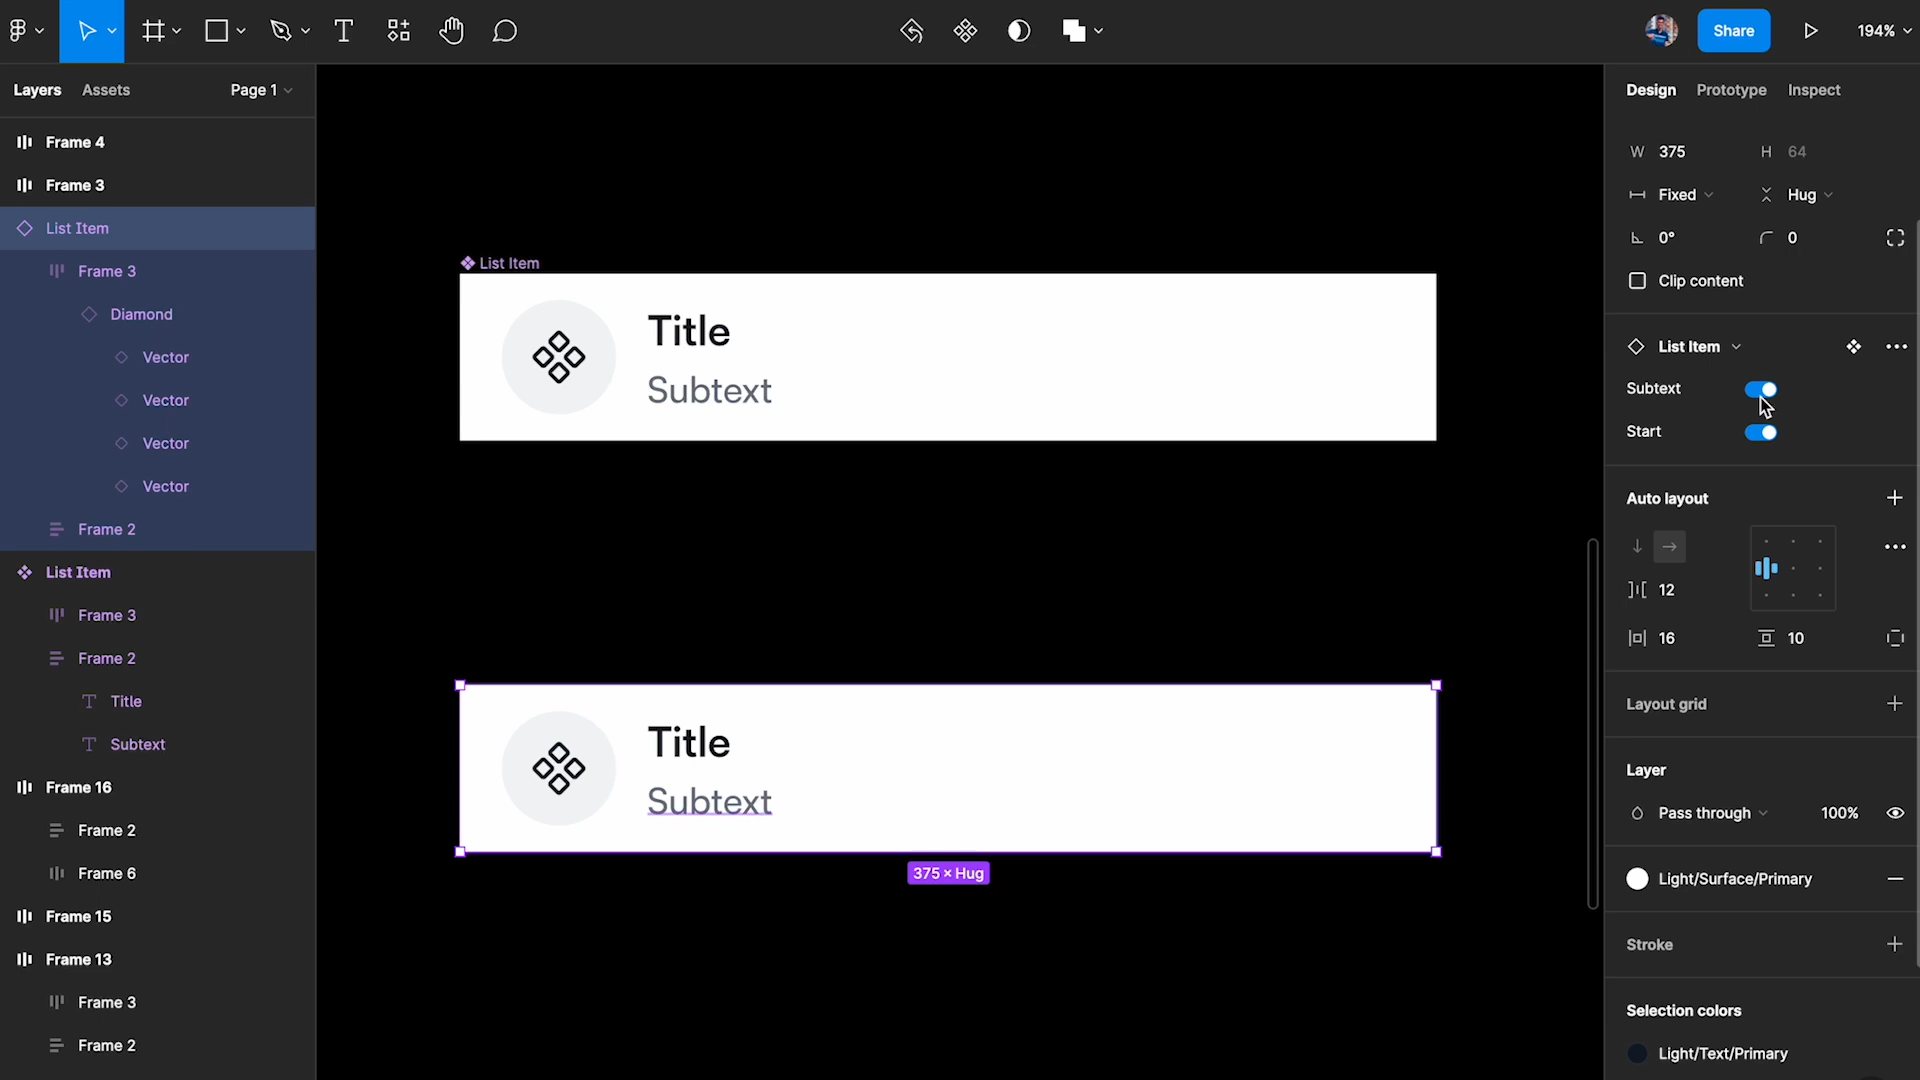 Share
194%
Layers
Assets
Page 1
Frame 4
Frame 3
List Item
Frame 3
Diamond
Vector
Vector
Vector
Vector
Frame 2
List Item
Frame 3
Frame 2
Title
Subtext
Frame 16
Frame 2
Frame 6
Frame 15
Frame 13
Frame 3
Frame 2
List Item
Title
Subtext
Title
Subtext
375 × Hug
Design
Prototype
Inspect
W 375
H 64
Fixed
Hug
0°
0
Clip content
List Item
Subtext
Start
Auto layout
12
16
10
Layout grid
Layer
Pass through
100%
Light/Surface/Primary
Stroke
Selection colors
Light/Text/Primary